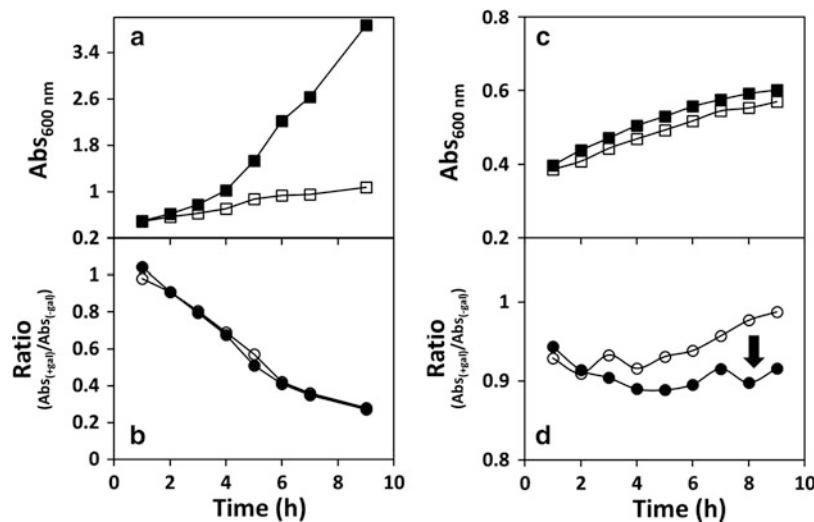 a
3.4
2.6
1.8
1
0.2
Abs600 nm
b
1
0.8
0.6
0.4
0.2
0
Ratio
(Abs(+gal)/Abs(-gal))
0 2 4 6 8 10
Time (h)
c
0.8
0.6
0.4
0.2
Abs600 nm
d
1
0.9
0.8
Ratio
(Abs(+gal)/Abs(-gal))
0 2 4 6 8 10
Time (h)